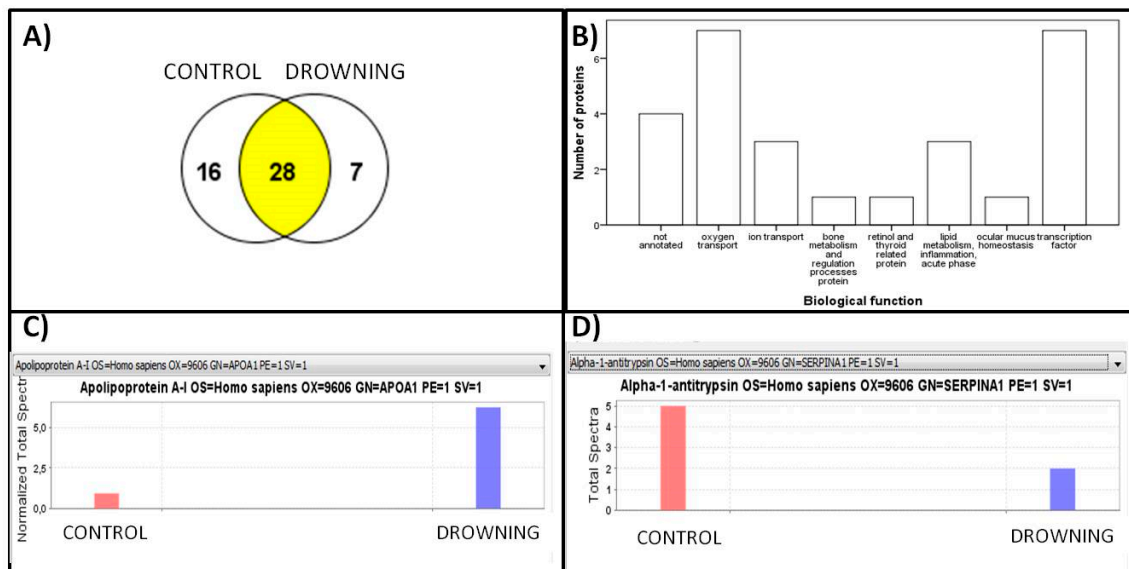 A)
CONTROL DROWNING
16 28 7
B)
Number of proteins
6
4
2
0
not annotated
oxygen transport
ion transport
bone metabolism and regulation processes protein
retinol and thyroid related protein
lipid metabolism, inflammation, acute phase
ocular mucus homeostasis
transcription factor
Biological function
C)
Apolipoprotein A-I OS=Homo sapiens OX=9606 GN=APOA1 PE=1 SV=1
Apolipoprotein A-I OS=Homo sapiens OX=9606 GN=APOA1 PE=1 SV=1
Normalized Total Spectr
5,0
2,5
0,0
CONTROL DROWNING
D)
Alpha-1-antitrypsin OS=Homo sapiens OX=9606 GN=SERPINA1 PE=1 SV=1
Alpha-1-antitrypsin OS=Homo sapiens OX=9606 GN=SERPINA1 PE=1 SV=1
Total Spectra
5
4
3
2
1
0
CONTROL DROWNING